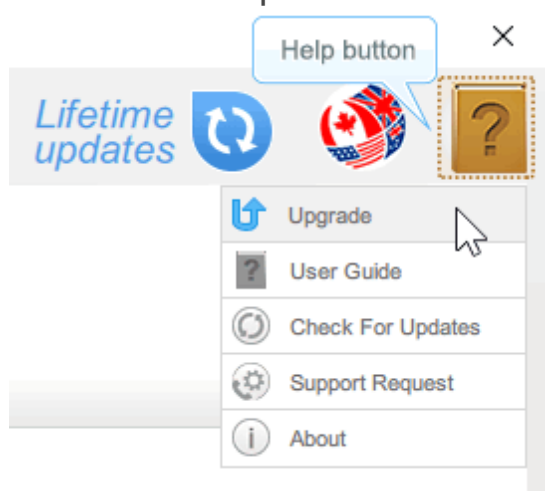 Help button
Lifetime
updates
?
Upgrade
? User Guide
Check For Updates
Support Request
i About